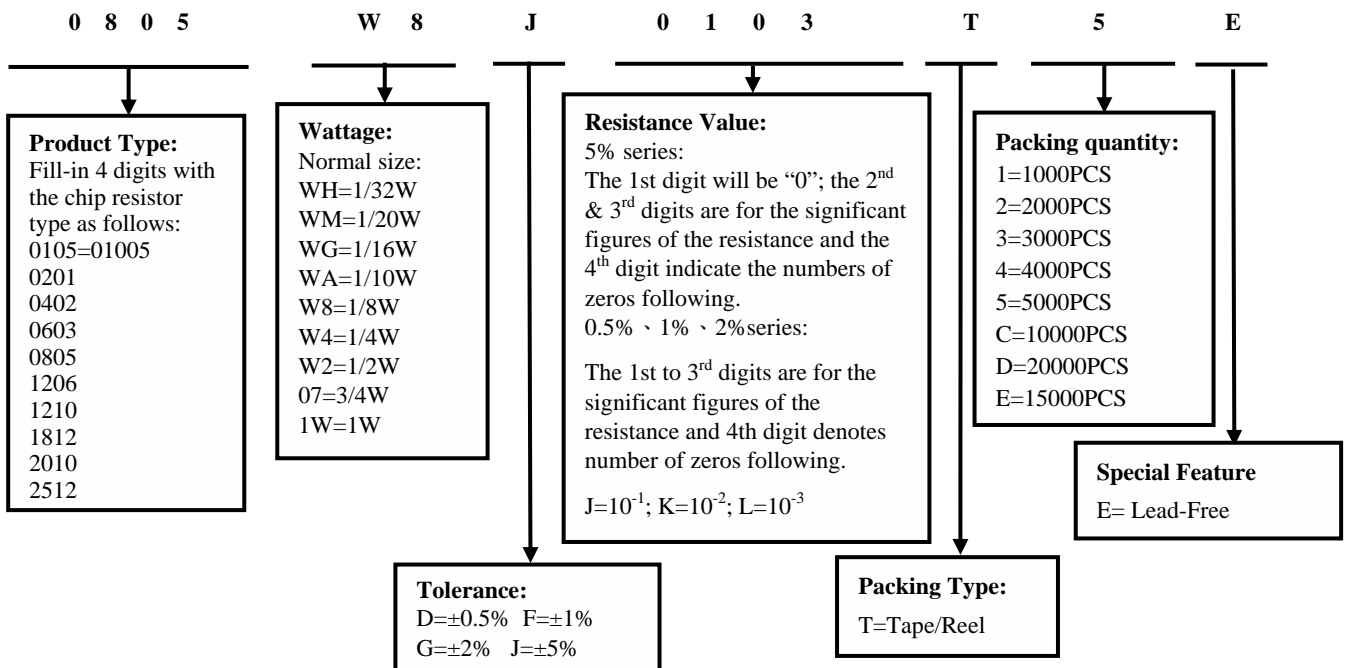 0 8 0 5 W 8 J 0 1 0 3 T 5 E
Product Type:
Fill-in 4 digits with
the chip resistor
type as follows:
0105=01005
0201
0402
0603
0805
1206
1210
1812
2010
2512
Wattage:
Normal size:
WH=1/32W
WM=1/20W
WG=1/16W
WA=1/10W
W8=1/8W
W4=1/4W
W2=1/2W
07=3/4W
1W=1W
Resistance Value:
5% series:
The 1st digit will be “0”; the 2nd
& 3rd digits are for the significant
figures of the resistance and the
4th digit indicate the numbers of
zeros following.
0.5%、1%、2%series:
The 1st to 3rd digits are for the
significant figures of the
resistance and 4th digit denotes
number of zeros following.
J=10-1; K=10-2; L=10-3
Packing quantity:
1=1000PCS
2=2000PCS
3=3000PCS
4=4000PCS
5=5000PCS
C=10000PCS
D=20000PCS
E=15000PCS
Special Feature
E= Lead-Free
Tolerance:
D=±0.5% F=±1%
G=±2% J=±5%
Packing Type:
T=Tape/Reel